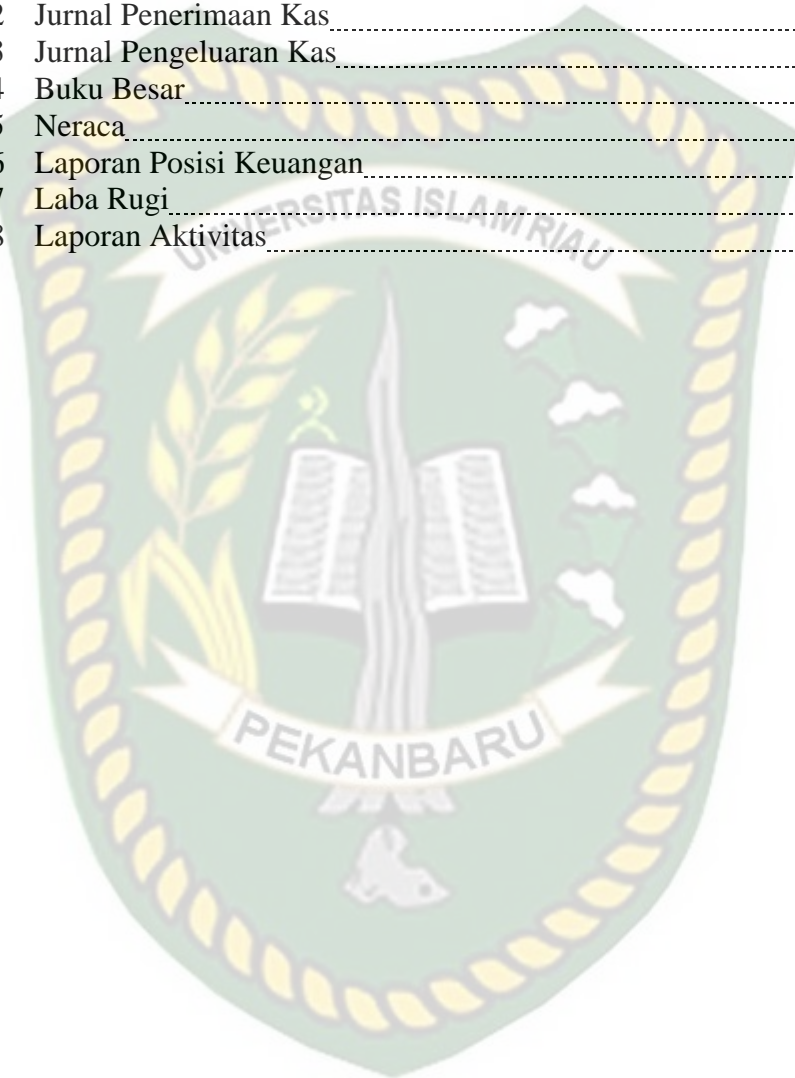 2 Jurnal Penerimaan Kas
3 Jurnal Pengeluaran Kas
4 Buku Besar
5 Neraca
6 Laporan Posisi Keuangan
7 Laba Rugi
8 Laporan Aktivitas
UNIVERSITAS ISLAM RIAU
PEKANBARU